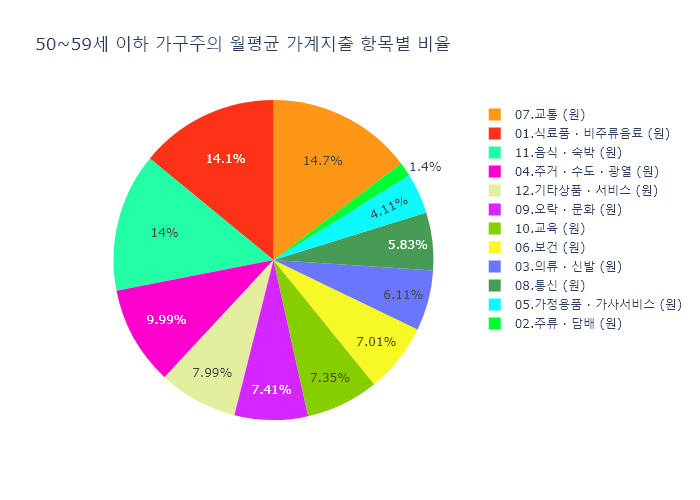 50~59세 이하 가구주의 월평균 가계지출 항목별 비율
14.7%
1.4%
4.11%
5.83%
6.11%
7.01%
7.35%
7.41%
7.99%
9.99%
14%
14.1%
07.교통 (원)
01.식료품 · 비주류음료 (원)
11.음식 · 숙박 (원)
04.주거 · 수도 · 광열 (원)
12.기타상품 · 서비스 (원)
09.오락 · 문화 (원)
10.교육 (원)
06.보건 (원)
03.의류 · 신발 (원)
08.통신 (원)
05.가정용품 · 가사서비스 (원)
02.주류 · 담배 (원)